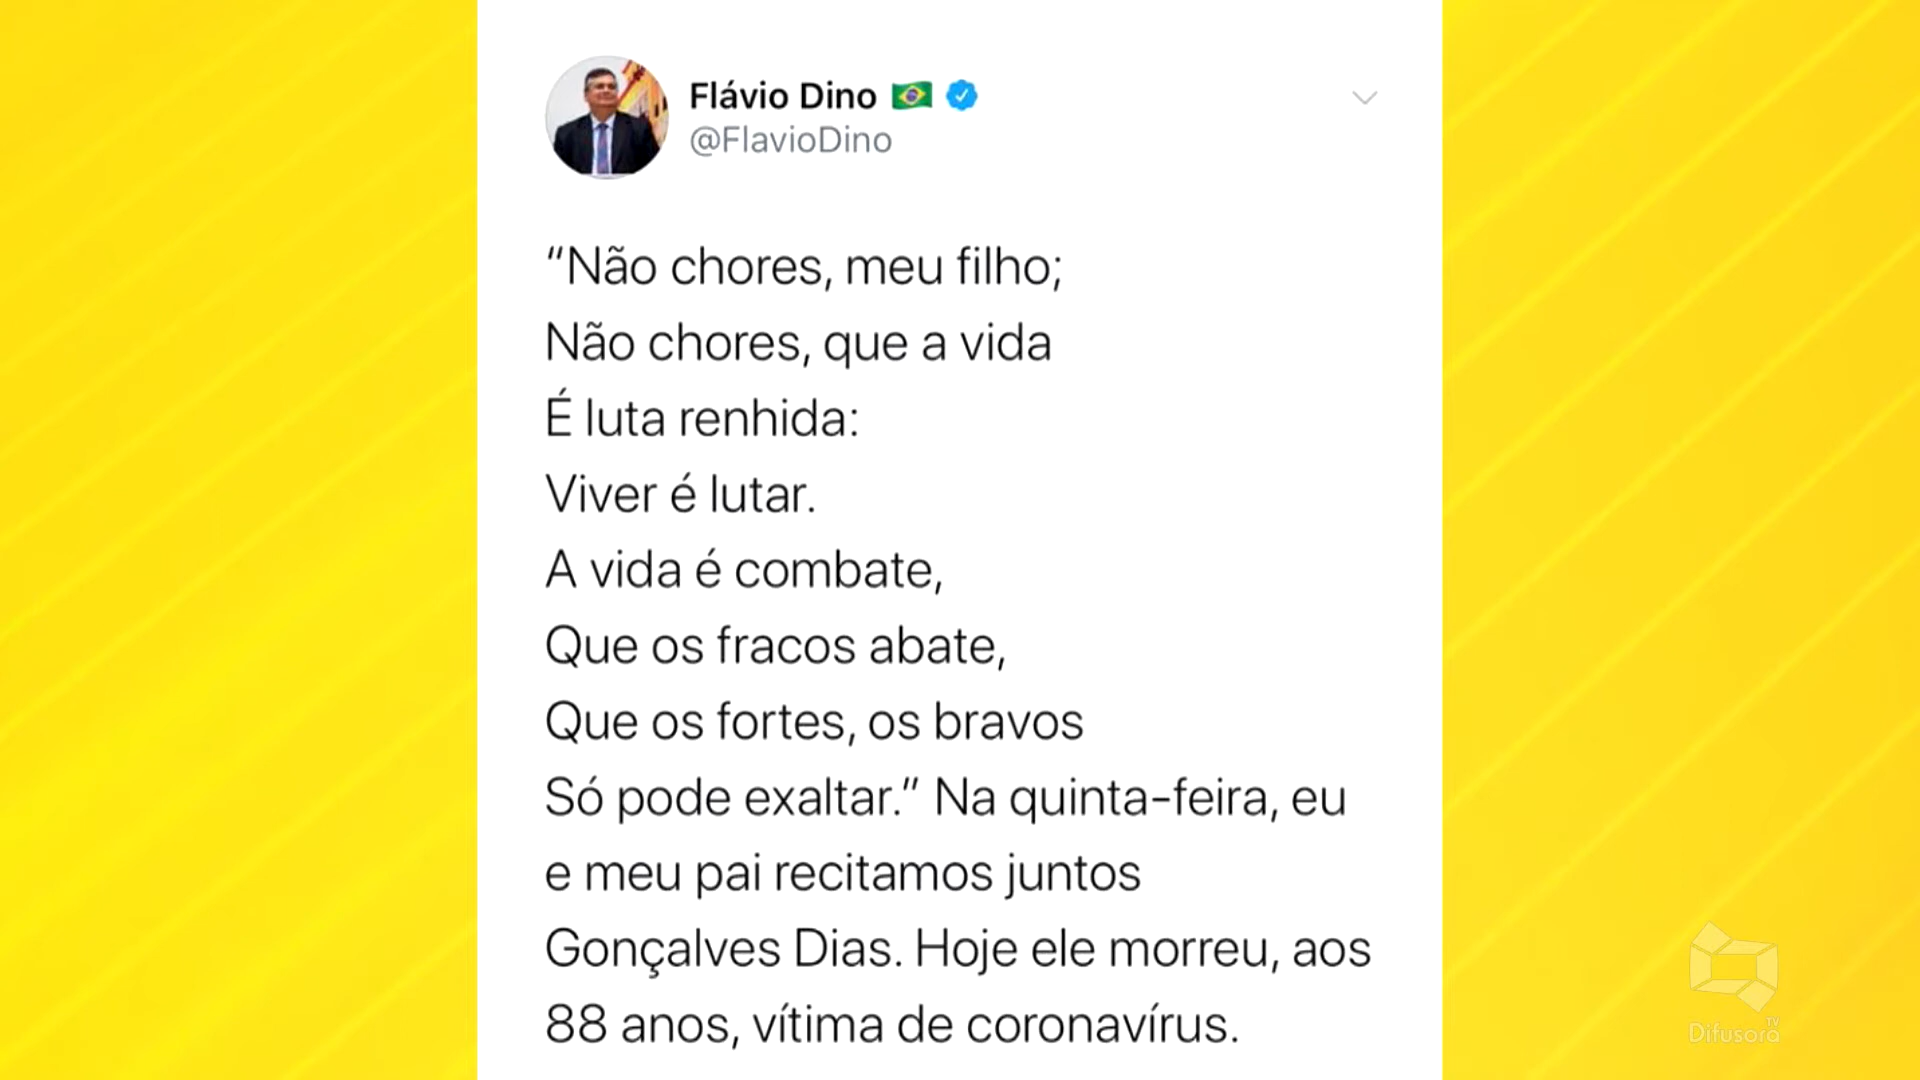 Flávio Dino
@FlavioDino
“Não chores, meu filho;
Não chores, que a vida
É luta renhida:
Viver é lutar.
A vida é combate,
Que os fracos abate,
Que os fortes, os bravos
Só pode exaltar.” Na quinta-feira, eu
e meu pai recitamos juntos
Gonçalves Dias. Hoje ele morreu, aos
88 anos, vítima de coronavírus.
TV
Difusora